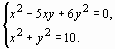 x² − 5xy + 6y² = 0,
x² + y² = 10.